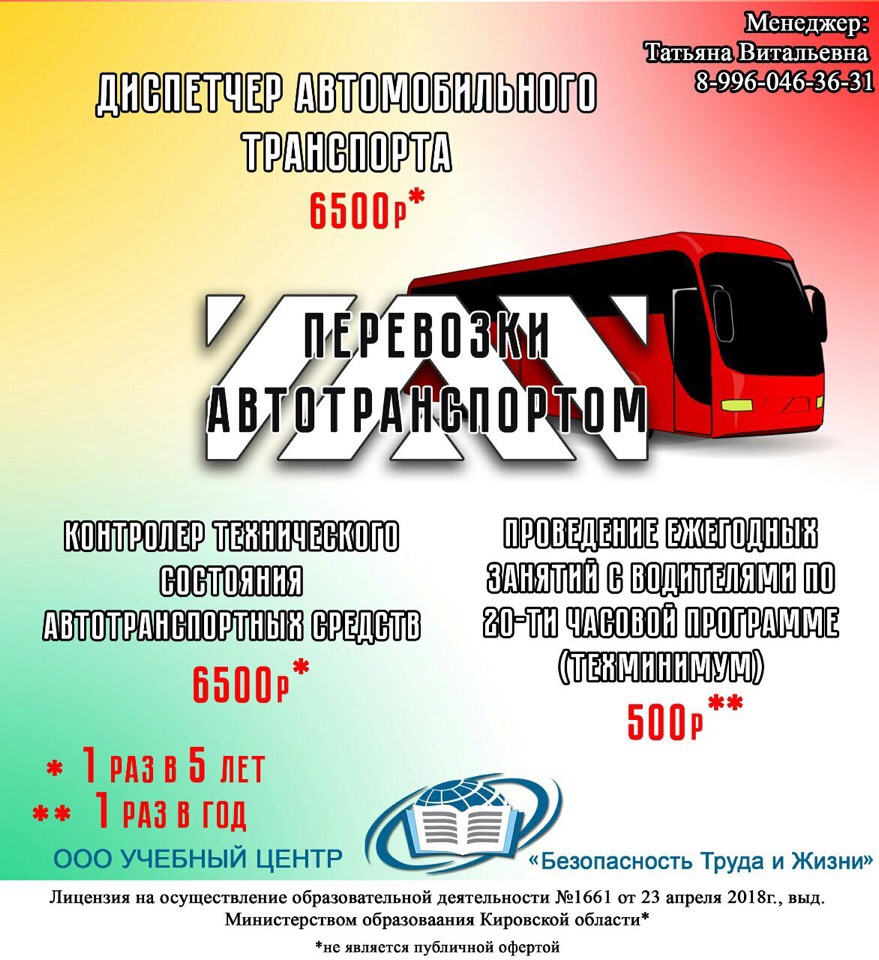 Менеджер:
Татьяна Витальевна
8-996-046-36-31
ДИСПЕТЧЕР АВТОМОБИЛЬНОГО
ТРАНСПОРТА
6500р*
ПЕРЕВОЗКИ
АВТОТРАНСПОРТОМ
КОНТРОЛЕР ТЕХНИЧЕСКОГО
СОСТОЯНИЯ
АВТОТРАНСПОРТНЫХ СРЕДСТВ
6500р*
ПРОВЕДЕНИЕ ЕЖЕГОДНЫХ
ЗАНЯТИЙ С ВОДИТЕЛЯМИ ПО
20-ТИ ЧАСОВОЙ ПРОГРАММЕ
(ТЕХМИНИМУМ)
500р**
* 1 РАЗ В 5 ЛЕТ
** 1 РАЗ В ГОД
ООО УЧЕБНЫЙ ЦЕНТР
«Безопасность Труда и Жизни»
Лицензия на осуществление образовательной деятельности №1661 от 23 апреля 2018г., выд.
Министерством образоваания Кировской области*
*не является публичной офертой